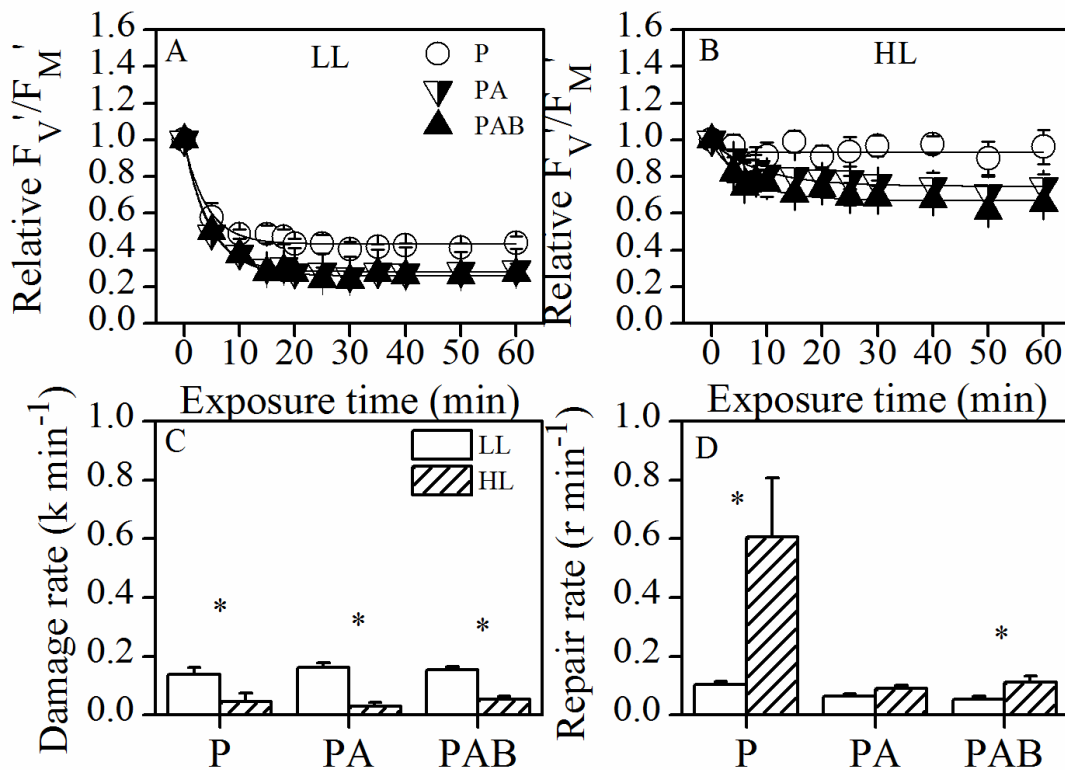 A
LL
P
PA
PAB
Relative F_V'/F_M'
1.6
1.4
1.2
1.0
0.8
0.6
0.4
0.2
0.0
0 10 20 30 40 50 60
Exposure time (min)
B
HL
Relative F_V'/F_M'
1.6
1.4
1.2
1.0
0.8
0.6
0.4
0.2
0.0
0 10 20 30 40 50 60
Exposure time (min)
C
LL
HL
Damage rate (k min⁻¹)
1.0
0.8
0.6
0.4
0.2
0.0
* * *
P PA PAB
D
Repair rate (r min⁻¹)
1.0
0.8
0.6
0.4
0.2
0.0
* *
P PA PAB